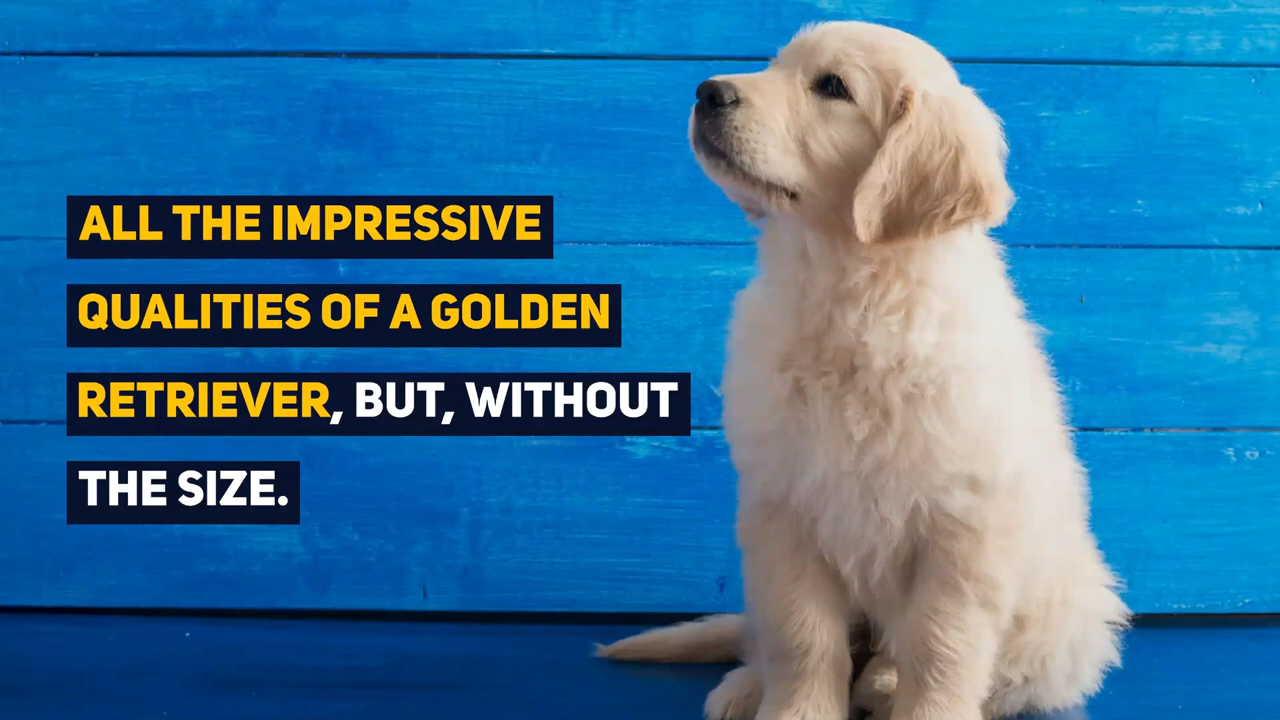 ALL THE IMPRESSIVE
QUALITIES OF A GOLDEN
RETRIEVER, BUT, WITHOUT
THE SIZE.